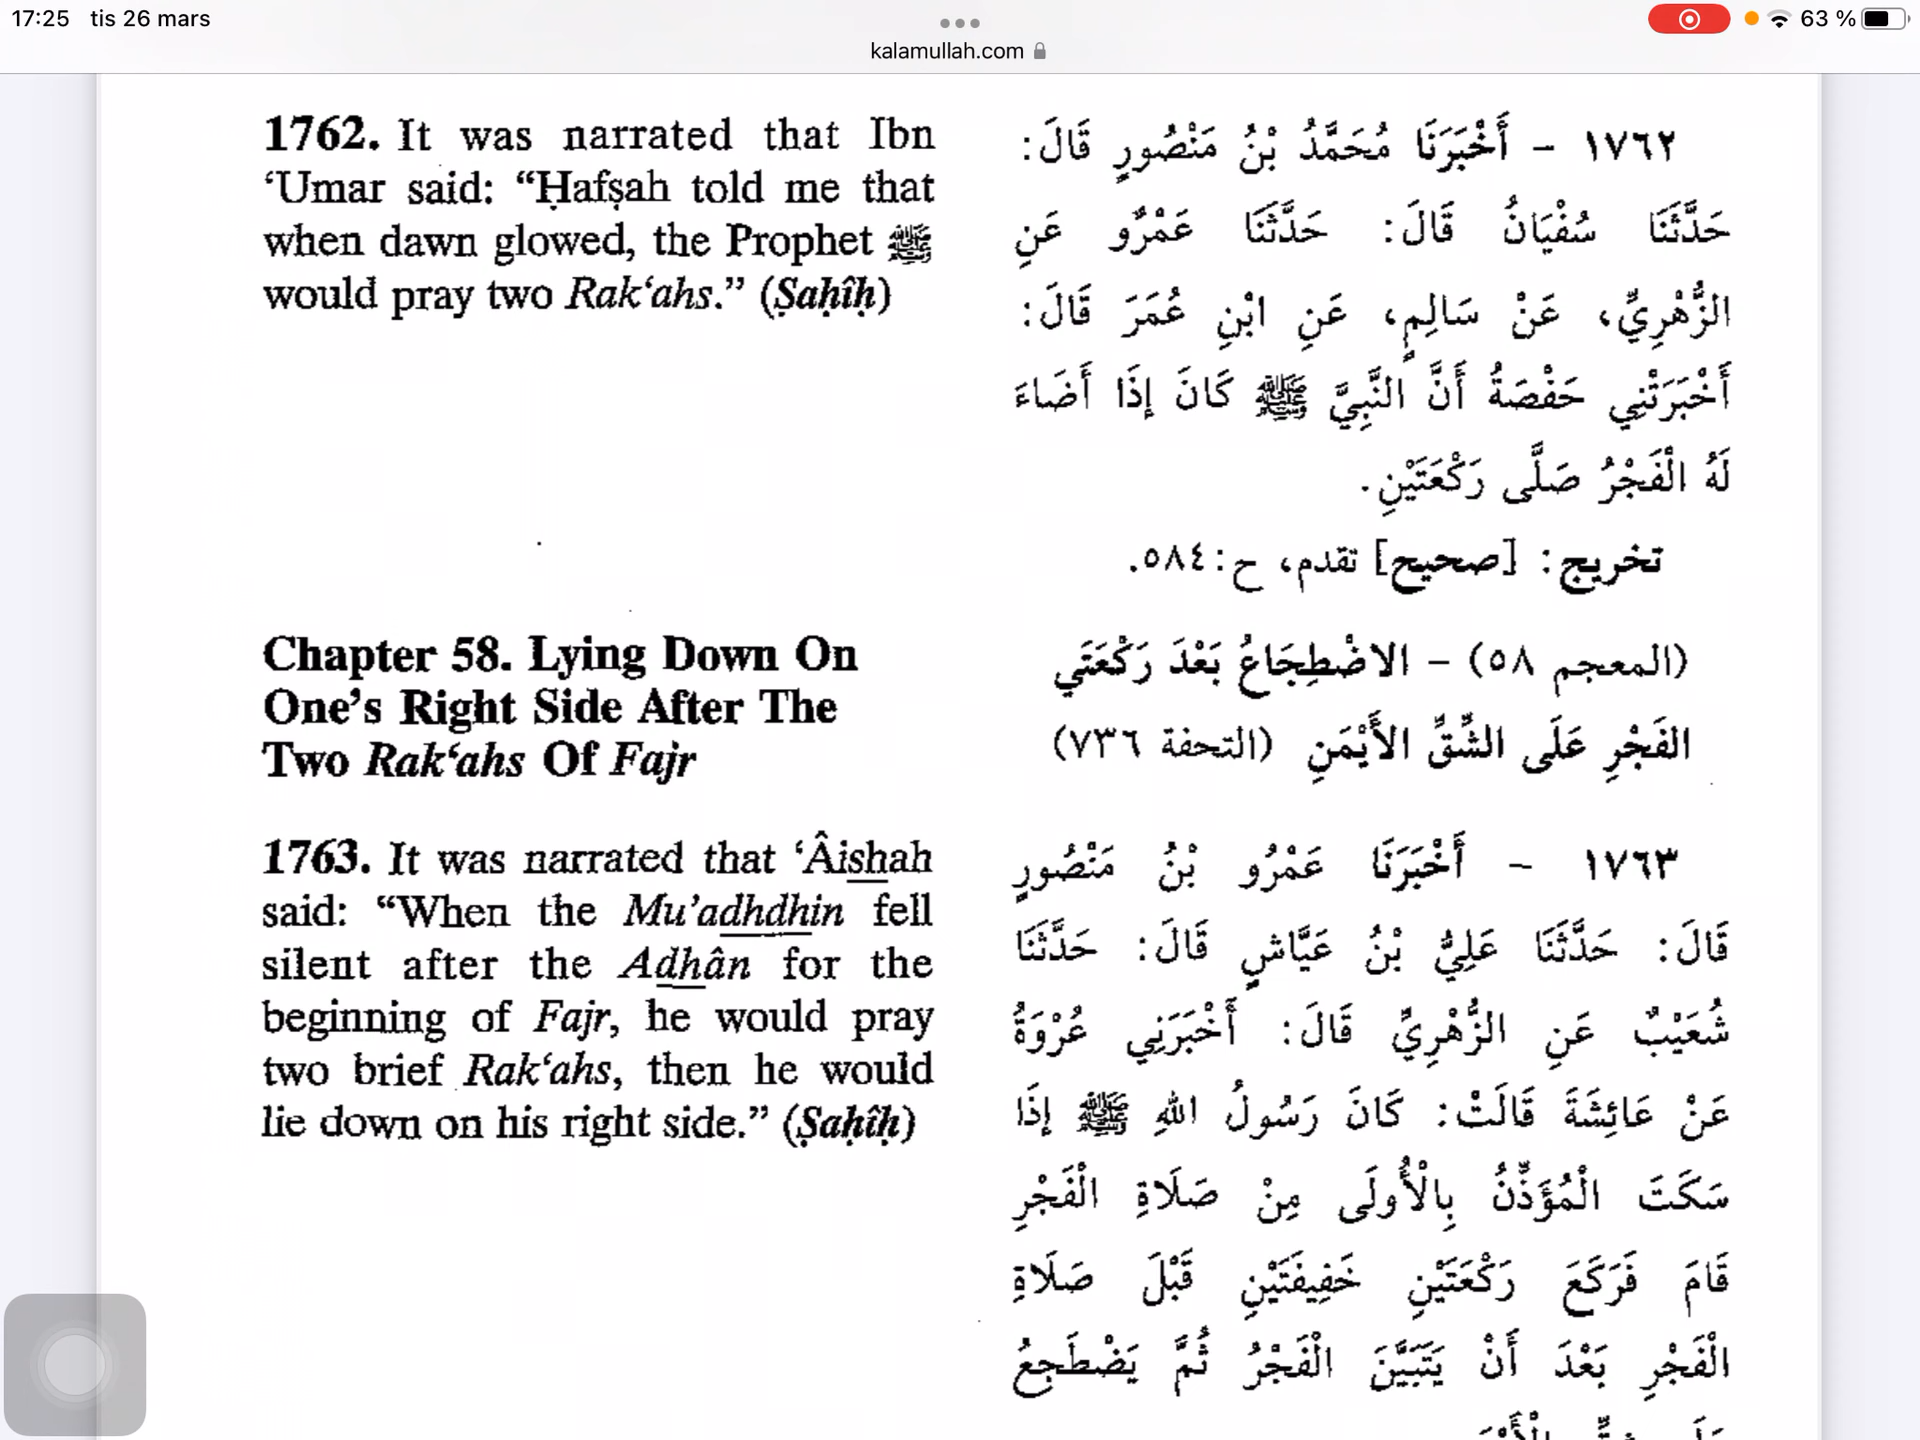 17:25 tis 26 mars
63 %
kalamullah.com
1762. It was narrated that Ibn
‘Umar said: “Ḥafṣah told me that
when dawn glowed, the Prophet ﷺ
would pray two Rak‘ahs.” (Ṣaḥîḥ)
١٧٦٢ - أَخْبَرَنَا مُحَمَّدُ بْنُ مَنْصُورٍ قَالَ:
حَدَّثَنَا سُفْيَانُ قَالَ: حَدَّثَنَا عَمْرٌو عَنِ
الزُّهْرِيِّ، عَنْ سَالِمٍ، عَنِ ابْنِ عُمَرَ قَالَ:
أَخْبَرَتْنِي حَفْصَةُ أَنَّ النَّبِيَّ ﷺ كَانَ إِذَا أَضَاءَ
لَهُ الْفَجْرُ صَلَّى رَكْعَتَيْنِ.
تخريج: [صحيح] تقدم، ح:٥٨٤.
Chapter 58. Lying Down On
One’s Right Side After The
Two Rak‘ahs Of Fajr
(المعجم ٥٨) - الاضْطِجَاعُ بَعْدَ رَكْعَتَي
الفَجْرِ عَلَى الشِّقِّ الأَيْمَنِ (التحفة ٧٣٦)
1763. It was narrated that ‘Âishah
said: “When the Mu’adhdhin fell
silent after the Adhân for the
beginning of Fajr, he would pray
two brief Rak‘ahs, then he would
lie down on his right side.” (Ṣaḥîḥ)
١٧٦٣ - أَخْبَرَنَا عَمْرُو بْنُ مَنْصُورٍ
قَالَ: حَدَّثَنَا عَلِيُّ بْنُ عَيَّاشٍ قَالَ: حَدَّثَنَا
شُعَيْبٌ عَنِ الزُّهْرِيِّ قَالَ: أَخْبَرَنِي عُرْوَةُ
عَنْ عَائِشَةَ قَالَتْ: كَانَ رَسُولُ اللهِ ﷺ إِذَا
سَكَتَ الْمُؤَذِّنُ بِالْأُولَى مِنْ صَلَاةِ الْفَجْرِ
قَامَ فَرَكَعَ رَكْعَتَيْنِ خَفِيفَتَيْنِ قَبْلَ صَلَاةِ
الْفَجْرِ بَعْدَ أَنْ يَتَبَيَّنَ الْفَجْرُ ثُمَّ يَضْطَجِعُ